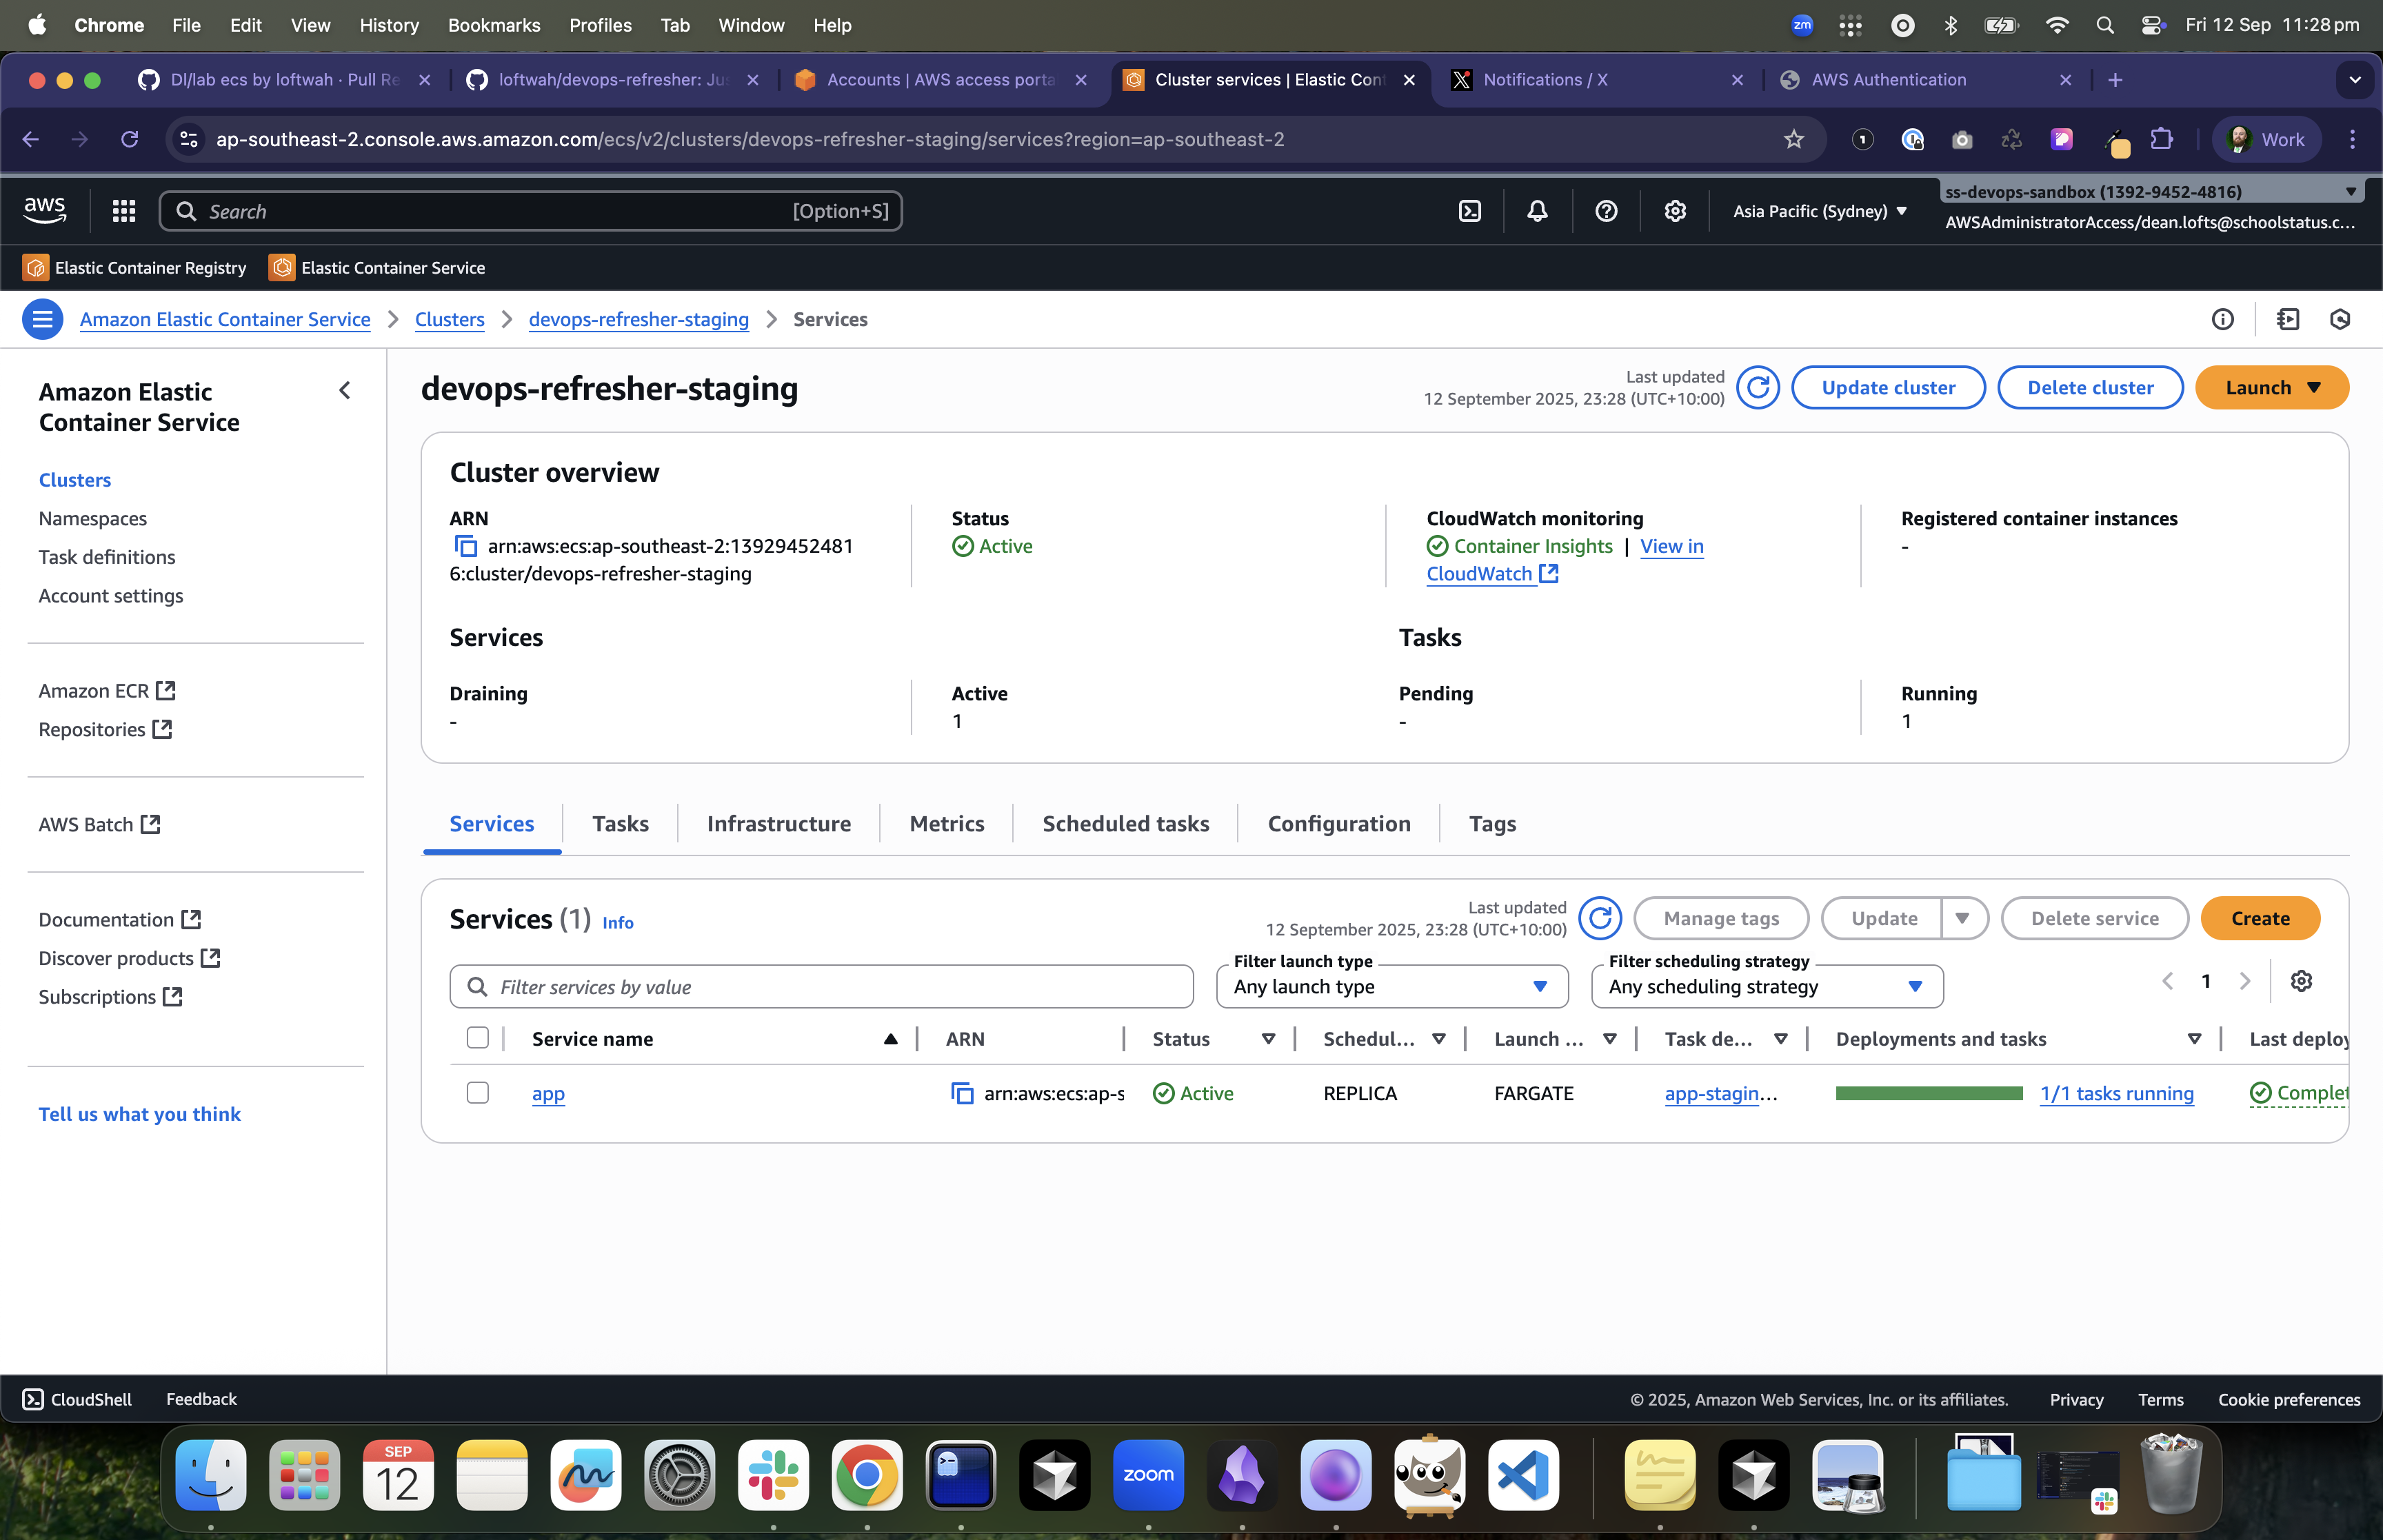 Chrome File Edit View History Bookmarks Profiles Tab Window Help zm Fri 12 Sep 11:28 pm
Dl/lab ecs by loftwah · Pull Re loftwah/devops-refresher: Ju Accounts | AWS access porta Cluster services | Elastic Con Notifications / X AWS Authentication
ap-southeast-2.console.aws.amazon.com/ecs/v2/clusters/devops-refresher-staging/services?region=ap-southeast-2 Work
aws Search [Option+S] Asia Pacific (Sydney) ss-devops-sandbox (1392-9452-4816)
AWSAdministratorAccess/dean.lofts@schoolstatus.c...
Elastic Container Registry Elastic Container Service
Amazon Elastic Container Service Clusters devops-refresher-staging Services
Amazon Elastic
Container Service
Clusters
Namespaces
Task definitions
Account settings
Amazon ECR
Repositories
AWS Batch
Documentation
Discover products
Subscriptions
Tell us what you think
devops-refresher-staging
Last updated
12 September 2025, 23:28 (UTC+10:00)
Update cluster Delete cluster Launch
Cluster overview
ARN
arn:aws:ecs:ap-southeast-2:13929452481
6:cluster/devops-refresher-staging
Status
Active
CloudWatch monitoring
Container Insights | View in
CloudWatch
Registered container instances
-
Services
Draining
-
Active
1
Tasks
Pending
-
Running
1
Services Tasks Infrastructure Metrics Scheduled tasks Configuration Tags
Services (1) Info
Last updated
12 September 2025, 23:28 (UTC+10:00)
Manage tags Update Delete service Create
Filter services by value
Filter launch type
Any launch type
Filter scheduling strategy
Any scheduling strategy
1
Service name ARN Status Schedul... Launch ... Task de... Deployments and tasks Last deploy
app arn:aws:ecs:ap-s Active REPLICA FARGATE app-stagin... 1/1 tasks running Complet
CloudShell Feedback © 2025, Amazon Web Services, Inc. or its affiliates. Privacy Terms Cookie preferences
SEP
12
zoom